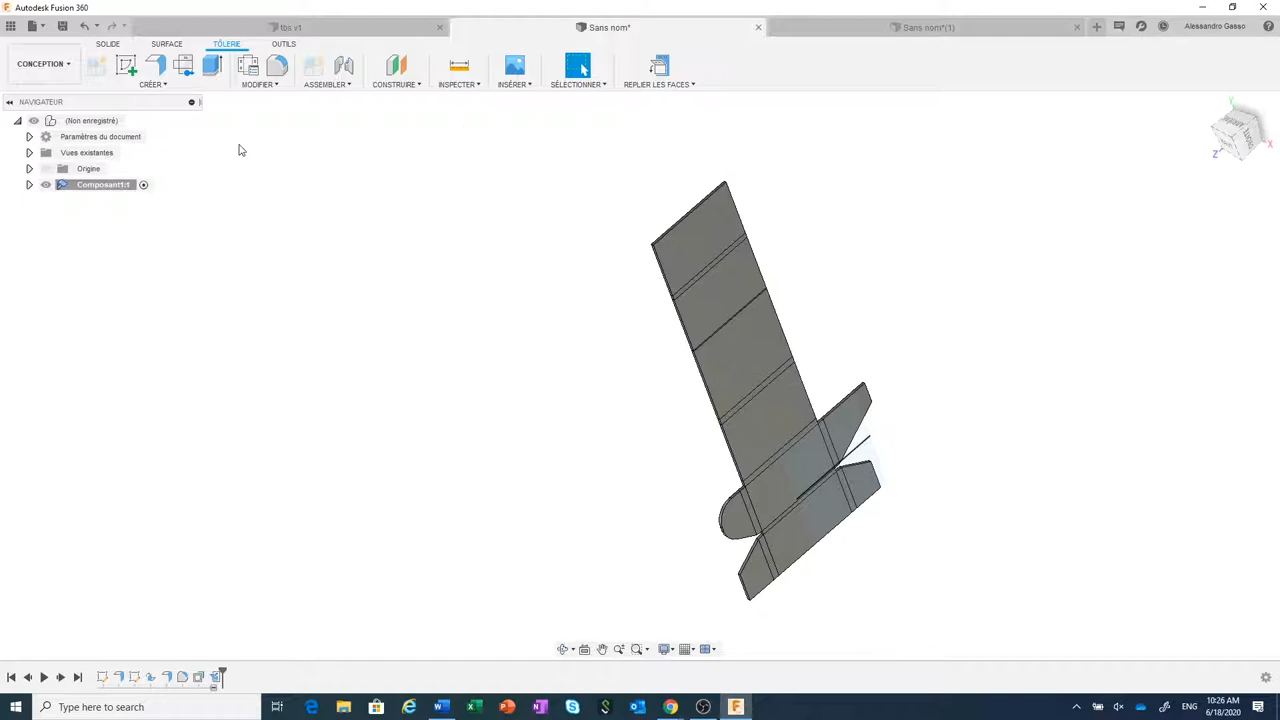 Autodesk Fusion 360
tbs v1
Sans nom*
Sans nom*(1)
Alessandro Gasso
SOLIDE
SURFACE
TÔLERIE
OUTILS
CONCEPTION
CRÉER
MODIFIER
ASSEMBLER
CONSTRUIRE
INSPECTER
INSÉRER
SÉLECTIONNER
REPLIER LES FACES
NAVIGATEUR
(Non enregistré)
Paramètres du document
Vues existantes
Origine
Composant1:1
Y
X
Z
Type here to search
ENG
10:26 AM
6/18/2020